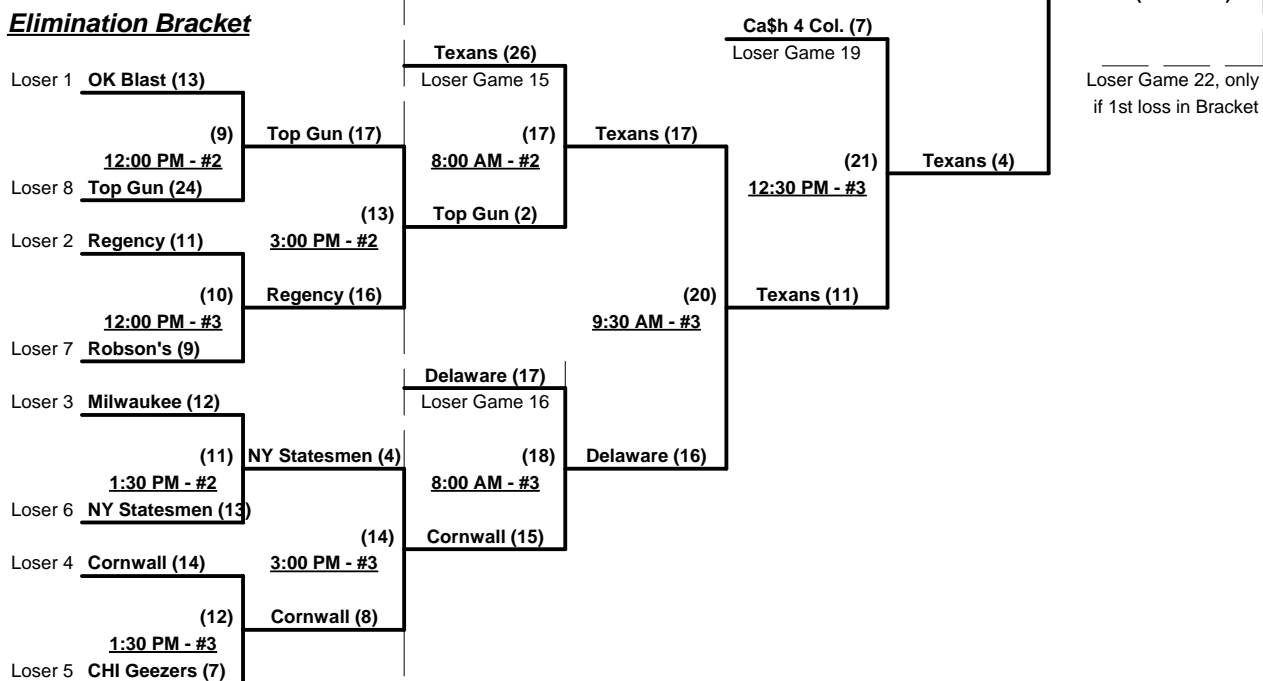 Elimination Bracket
Ca$h 4 Col. (7)
Texans (26)
Loser Game 19
Loser 1 OK Blast (13)
Loser Game 15
Loser Game 22, only
if 1st loss in Bracket
(9) Top Gun (17)
(17) Texans (17)
12:00 PM - #2
8:00 AM - #2
(21) Texans (4)
Loser 8 Top Gun (24)
12:30 PM - #3
(13) Top Gun (2)
Loser 2 Regency (11)
3:00 PM - #2
(10) Regency (16)
(20) Texans (11)
12:00 PM - #3
9:30 AM - #3
Loser 7 Robson's (9)
Delaware (17)
Loser 3 Milwaukee (12)
Loser Game 16
(11) NY Statesmen (4)
(18) Delaware (16)
1:30 PM - #2
8:00 AM - #3
Loser 6 NY Statesmen (13)
(14) Cornwall (15)
Loser 4 Cornwall (14)
3:00 PM - #3
(12) Cornwall (8)
1:30 PM - #3
Loser 5 CHI Geezers (7)